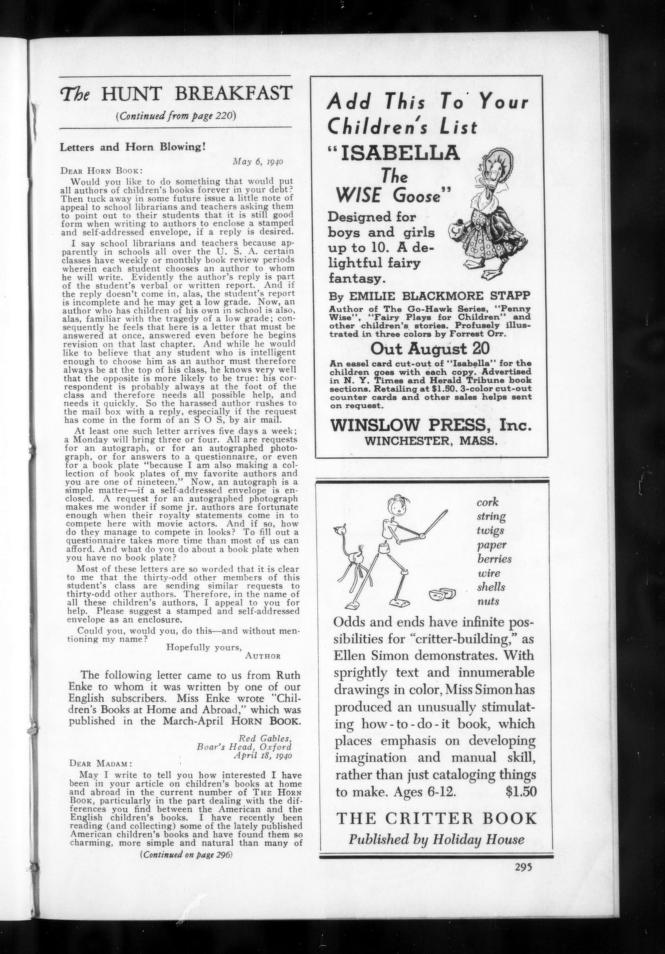 The HUNT BREAKFAST
(Continued from page 220)
Letters and Horn Blowing!
May 6, 1940
DEAR HORN BOOK:
Would you like to do something that would put
all authors of children's books forever in your debt?
Then tuck away in some future issue a little note of
appeal to school librarians and teachers asking them
to point out to their students that it is still good
form when writing to authors to enclose a stamped
and self-addressed envelope, if a reply is desired.
I say school librarians and teachers because ap-
parently in schools all over the U. S. A. certain
classes have weekly or monthly book review periods
wherein each student chooses an author to whom
he will write. Evidently the author's reply is part
of the student's verbal or written report. And if
the reply doesn't come in, alas, the student's report
is incomplete and he may get a low grade. Now, an
author who has children of his own in school is also,
alas, familiar with the tragedy of a low grade; con-
sequently he feels that here is a letter that must be
answered at once, answered even before he begins
revision on that last chapter. And while he would
like to believe that any student who is intelligent
enough to choose him as an author must therefore
always be at the top of his class, he knows very well
that the opposite is more likely to be true: his cor-
respondent is probably always at the foot of the
class and therefore needs all possible help, and
needs it quickly. So the harassed author rushes to
the mail box with a reply, especially if the request
has come in the form of an S O S, by air mail.
At least one such letter arrives five days a week;
a Monday will bring three or four. All are requests
for an autograph, or for an autographed photo-
graph, or for answers to a questionnaire, or even
for a book plate "because I am also making a col-
lection of book plates of my favorite authors and
you are one of nineteen," Now, an autograph is a
simple matter—if a self-addressed envelope is en-
closed. A request for an autographed photograph
makes me wonder if some jr. authors are fortunate
enough when their royalty statements come in to
compete here with movie actors. And if so, how
do they manage to compete in looks? To fill out a
questionnaire takes more time than most of us can
afford. And what do you do about a book plate when
you have no book plate?
Most of these letters are so worded that it is clear
to me that the thirty-odd other members of this
student's class are sending similar requests to
thirty-odd other authors. Therefore, in the name of
all these children's authors, I appeal to you for
help. Please suggest a stamped and self-addressed
envelope as an enclosure.
Could you, would you, do this—and without men-
tioning my name?
Hopefully yours,
AUTHOR
The following letter came to us from Ruth
Enke to whom it was written by one of our
English subscribers. Miss Enke wrote "Chil-
dren's Books at Home and Abroad," which was
published in the March-April HORN BOOK.
Red Gables,
Boar's Head, Oxford
April 18, 1940
DEAR MADAM:
May I write to tell you how interested I have
been in your article on children's books at home
and abroad in the current number of THE HORN
BOOK, particularly in the part dealing with the dif-
ferences you find between the American and the
English children's books. I have recently been
reading (and collecting) some of the lately published
American children's books and have found them so
charming, more simple and natural than many of
(Continued on page 296)
Add This To Your
Children's List
"ISABELLA
The
WISE Goose"
Designed for
boys and girls
up to 10. A de-
lightful fairy
fantasy.
By EMILIE BLACKMORE STAPP
Author of The Go-Hawk Series, "Penny
Wise", "Fairy Plays for Children" and
other children's stories. Profusely illus-
trated in three colors by Forrest Orr.
Out August 20
An easel card cut-out of "Isabella" for the
children goes with each copy. Advertised
in N. Y. Times and Herald Tribune book
sections. Retailing at $1.50. 3-color cut-out
counter cards and other sales helps sent
on request.
WINSLOW PRESS, Inc.
WINCHESTER, MASS.
cork
string
twigs
paper
berries
wire
shells
nuts
Odds and ends have infinite pos-
sibilities for "critter-building," as
Ellen Simon demonstrates. With
sprightly text and innumerable
drawings in color, Miss Simon has
produced an unusually stimulat-
ing how-to-do-it book, which
places emphasis on developing
imagination and manual skill,
rather than just cataloging things
to make. Ages 6-12. $1.50
THE CRITTER BOOK
Published by Holiday House
295